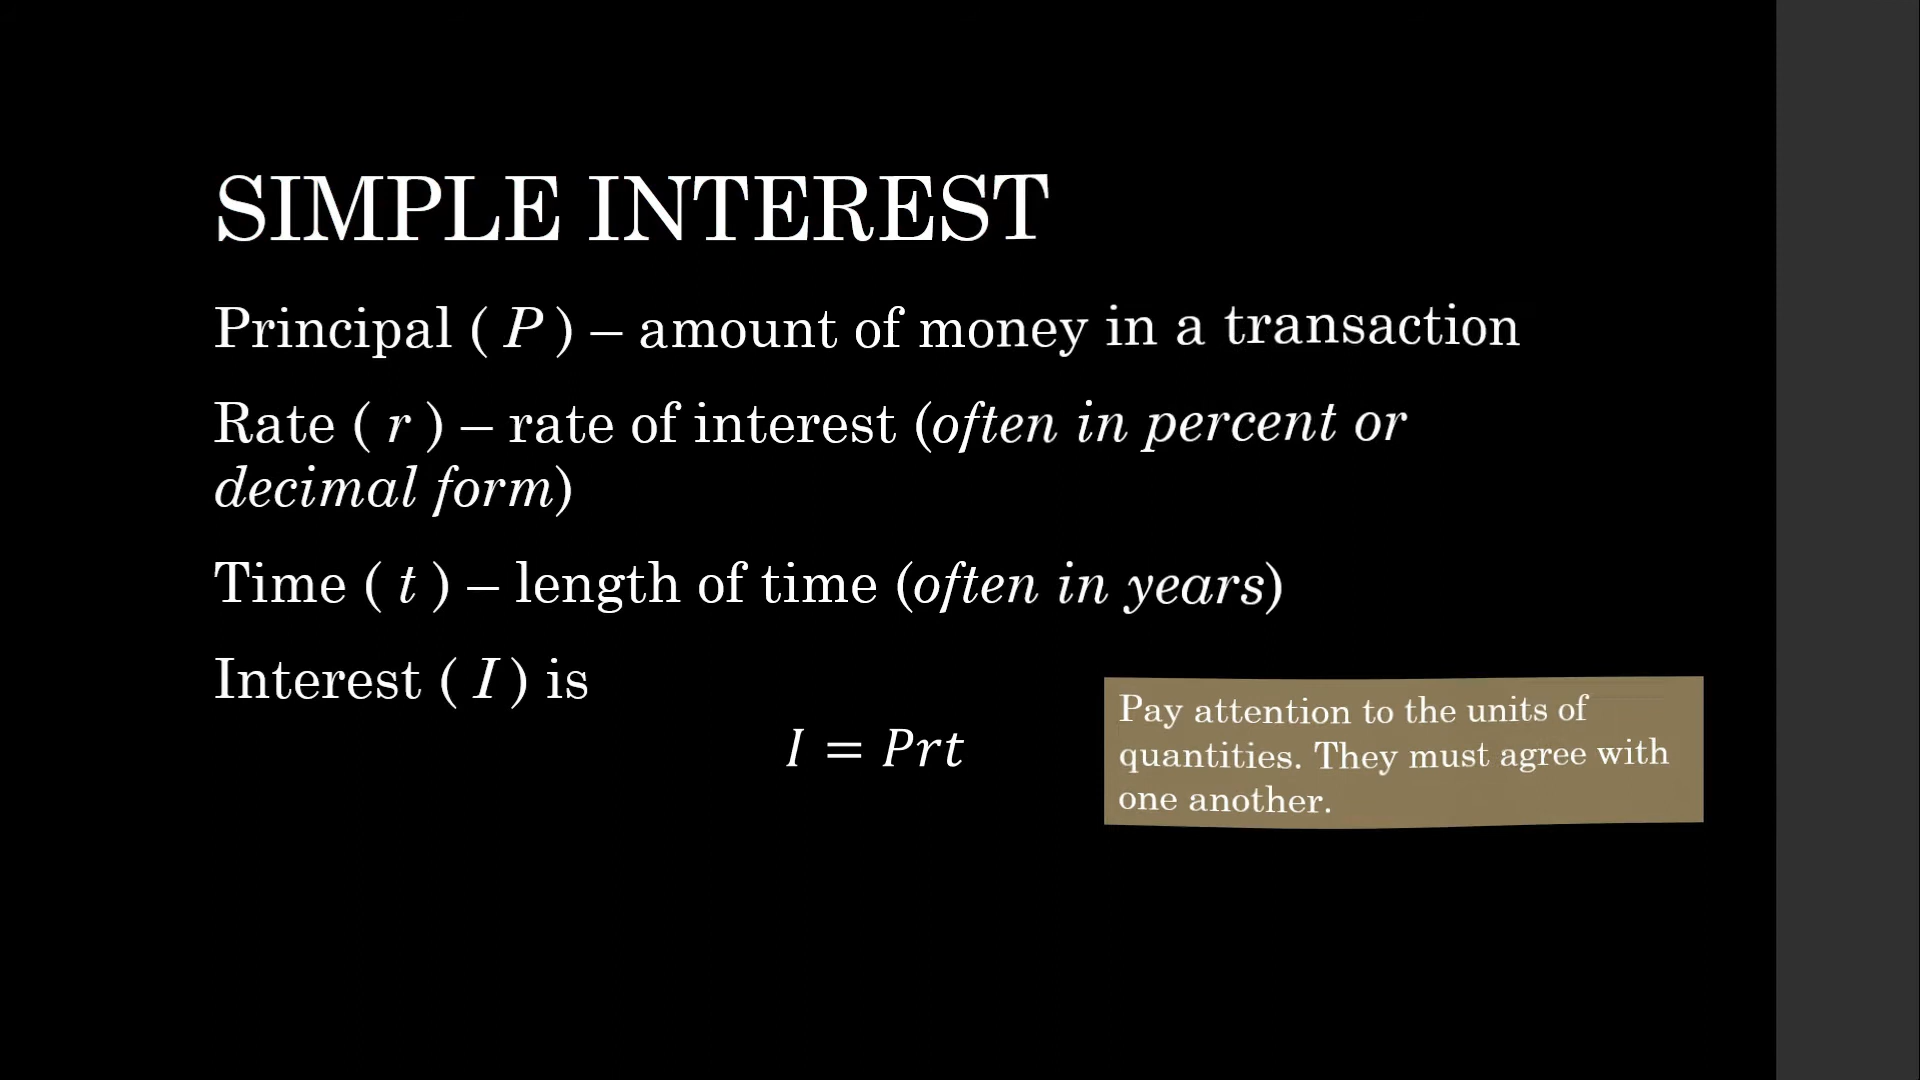 SIMPLE INTEREST
Principal ( P ) – amount of money in a transaction
Rate ( r ) – rate of interest (often in percent or
decimal form)
Time ( t ) – length of time (often in years)
Interest ( I ) is
I = Prt
Pay attention to the units of
quantities. They must agree with
one another.